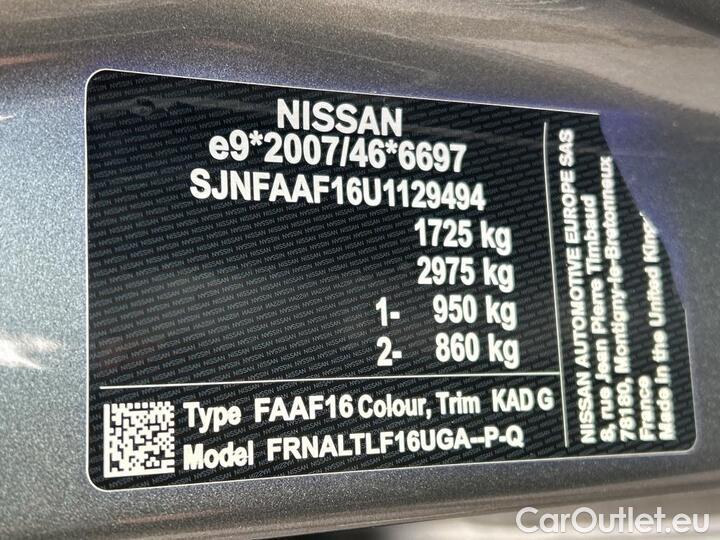 NISSAN
e9*2007/46*6697
SJNFAAF16U1129494
1725 kg
2975 kg
1- 950 kg
2- 860 kg
Type FAAF16 Colour, Trim KAD G
Model FRNALTLF16UGA--P-Q
NISSAN AUTOMOTIVE EUROPE SAS
8, rue Jean Pierre Timbaud
78180, Montigny-le-Bretonneux
France
Made in the United King
CarOutlet.eu